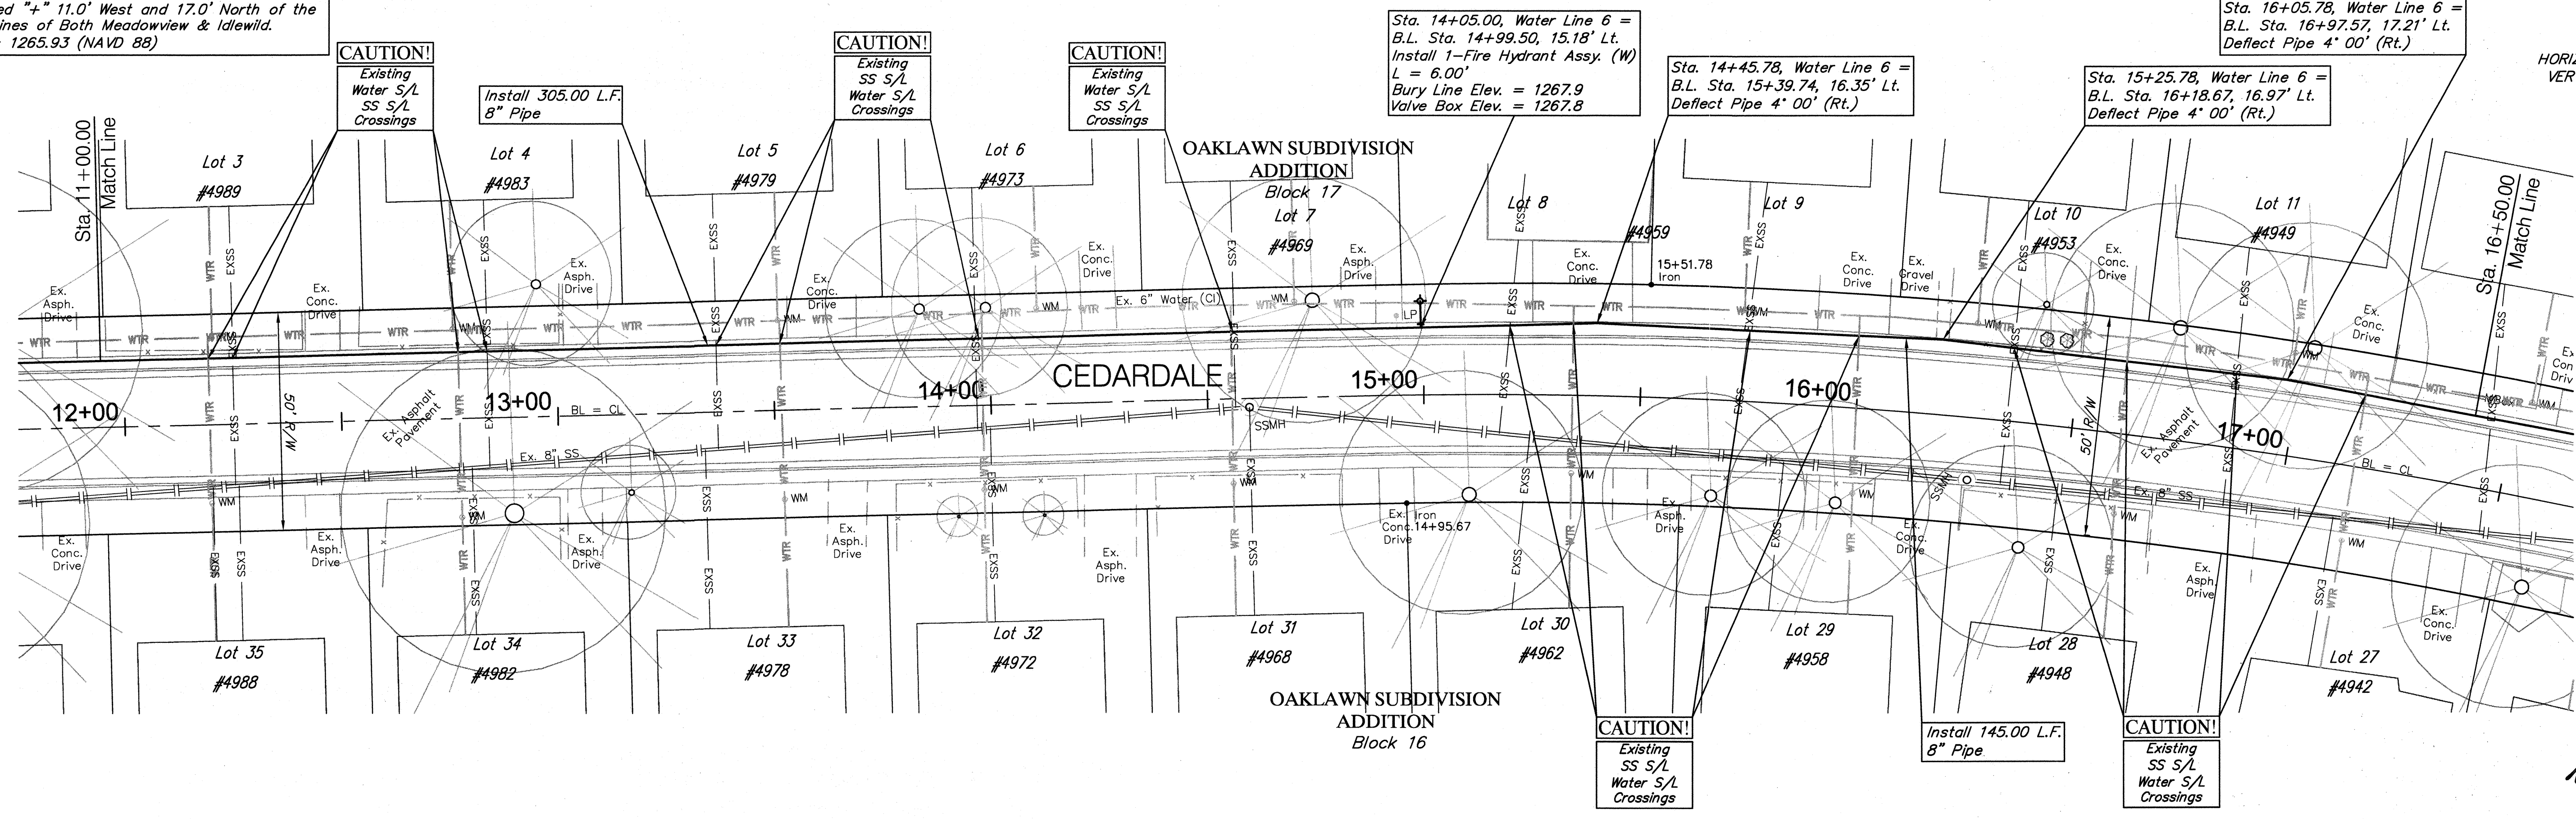 ed "+" 11.0' West and 17.0' North of the
ines of Both Meadowview & Idlewild.
1265.93 (NAVD 88)
CAUTION!
Existing
Water S/L
SS S/L
Crossings
Install 305.00 L.F.
8" Pipe
CAUTION!
Existing
SS S/L
Water S/L
Crossings
CAUTION!
Existing
Water S/L
SS S/L
Crossings
Sta. 14+05.00, Water Line 6 =
B.L. Sta. 14+99.50, 15.18' Lt.
Install 1-Fire Hydrant Assy. (W)
L = 6.00'
Bury Line Elev. = 1267.9
Valve Box Elev. = 1267.8
Sta. 14+45.78, Water Line 6 =
B.L. Sta. 15+39.74, 16.35' Lt.
Deflect Pipe 4° 00' (Rt.)
Sta. 15+25.78, Water Line 6 =
B.L. Sta. 16+18.67, 16.97' Lt.
Deflect Pipe 4° 00' (Rt.)
Sta. 16+05.78, Water Line 6 =
B.L. Sta. 16+97.57, 17.21' Lt.
Deflect Pipe 4° 00' (Rt.)
HORIZ
VER
Sta. 11+00.00
Match Line
Lot 3
#4989
Lot 4
#4983
Lot 5
#4979
Lot 6
#4973
OAKLAWN SUBDIVISION
ADDITION
Block 17
Lot 7
#4969
Lot 8
#4959
Lot 9
Lot 10
#4953
Lot 11
#4949
Sta. 16+50.00
Match Line
Ex.
Asph.
Drive
Ex.
Conc.
Drive
Ex.
Asph.
Drive
Ex.
Conc.
Drive
Ex.
Conc.
Drive
Ex. 6" Water (CI)
Ex.
Asph.
Drive
LP
Ex.
Conc.
Drive
15+51.78
Iron
Ex.
Conc.
Drive
Ex.
Gravel
Drive
Ex.
Conc.
Drive
Ex.
Conc.
Drive
Ex
Con
Driv
WTR
EXSS
WM
12+00
50' R/W
Ex. Asphalt
Pavement
13+00
BL = CL
14+00
CEDARDALE
15+00
16+00
50' R/W
Ex. Asphalt
Pavement
17+00
BL = CL
Ex. 8" SS
SSMH
SSMH
Ex. 8" SS
Ex.
Conc.
Drive
Ex.
Asph.
Drive
Ex.
Asph.
Drive
Ex.
Asph.
Drive
Ex.
Asph.
Drive
Ex. Iron
Conc. 14+95.67
Drive
Ex.
Asph.
Drive
Ex.
Conc.
Drive
Ex.
Asph.
Drive
Ex.
Conc.
Drive
Lot 35
#4988
Lot 34
#4982
Lot 33
#4978
Lot 32
#4972
Lot 31
#4968
Lot 30
#4962
Lot 29
#4958
Lot 28
#4948
Lot 27
#4942
OAKLAWN SUBDIVISION
ADDITION
Block 16
CAUTION!
Existing
SS S/L
Water S/L
Crossings
Install 145.00 L.F.
8" Pipe
CAUTION!
Existing
SS S/L
Water S/L
Crossings